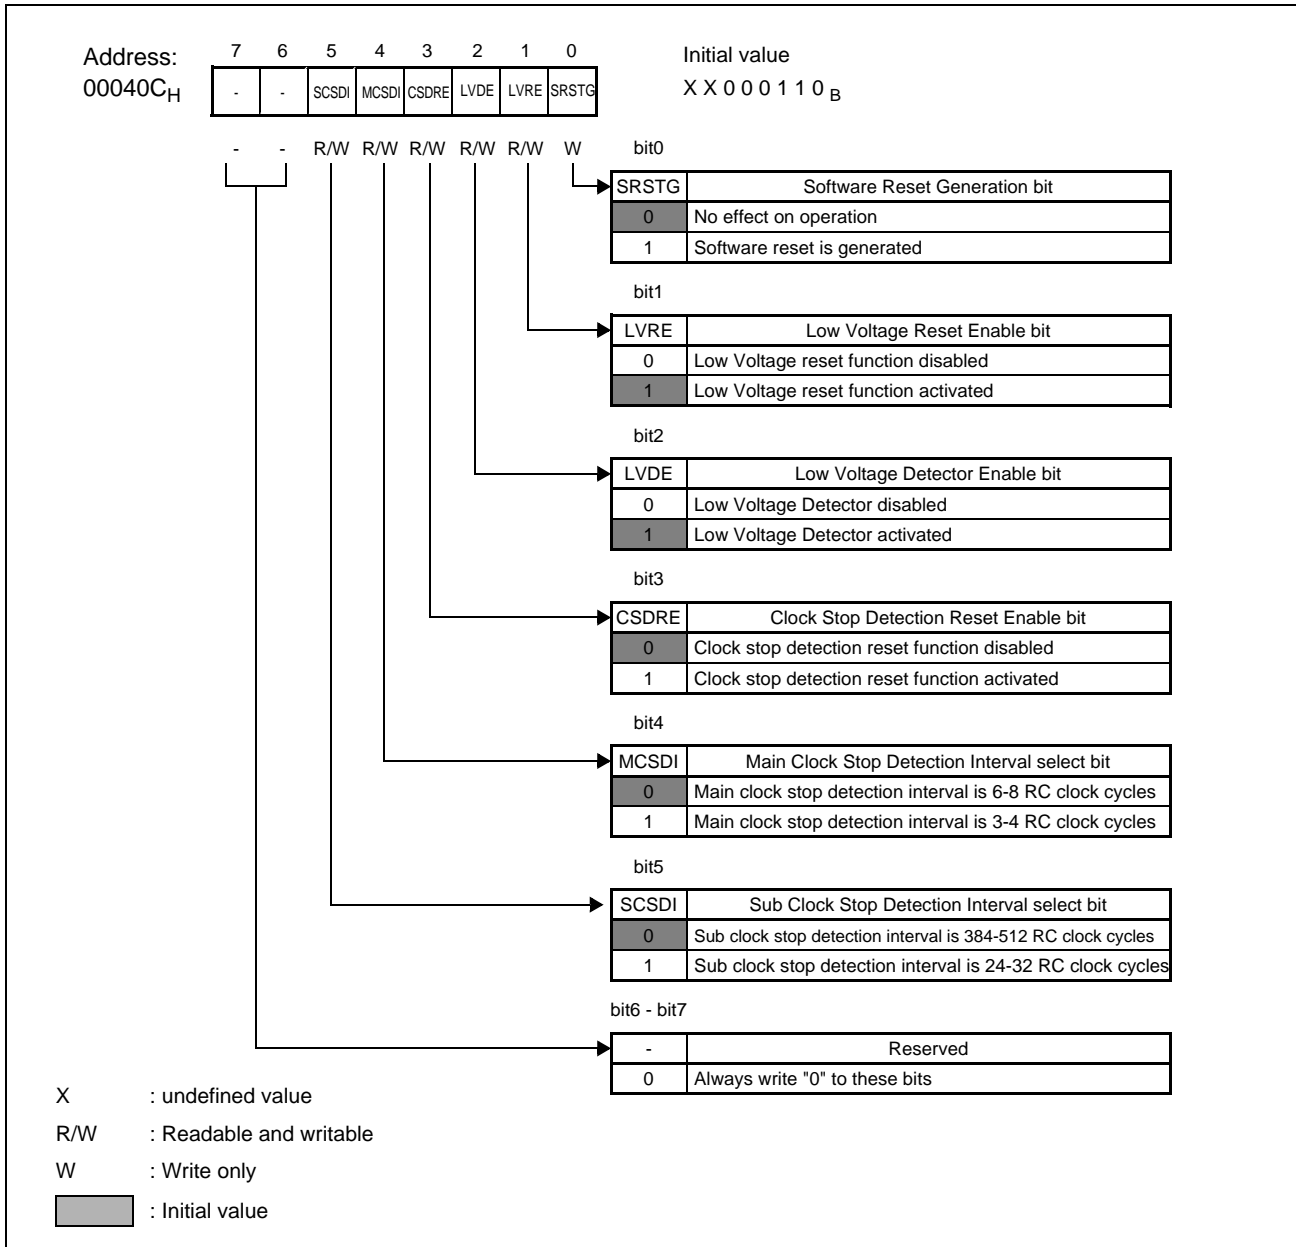 Address: 7 6 5 4 3 2 1 0 Initial value
00040CH - - SCSDI MCSDI CSDRE LVDE LVRE SRSTG X X 0 0 0 1 1 0 B
- - R/W R/W R/W R/W R/W W bit0
SRSTG Software Reset Generation bit
0 No effect on operation
1 Software reset is generated
bit1
LVRE Low Voltage Reset Enable bit
0 Low Voltage reset function disabled
1 Low Voltage reset function activated
bit2
LVDE Low Voltage Detector Enable bit
0 Low Voltage Detector disabled
1 Low Voltage Detector activated
bit3
CSDRE Clock Stop Detection Reset Enable bit
0 Clock stop detection reset function disabled
1 Clock stop detection reset function activated
bit4
MCSDI Main Clock Stop Detection Interval select bit
0 Main clock stop detection interval is 6-8 RC clock cycles
1 Main clock stop detection interval is 3-4 RC clock cycles
bit5
SCSDI Sub Clock Stop Detection Interval select bit
0 Sub clock stop detection interval is 384-512 RC clock cycles
1 Sub clock stop detection interval is 24-32 RC clock cycles
bit6 - bit7
- Reserved
0 Always write "0" to these bits
X : undefined value
R/W : Readable and writable
W : Write only
: Initial value